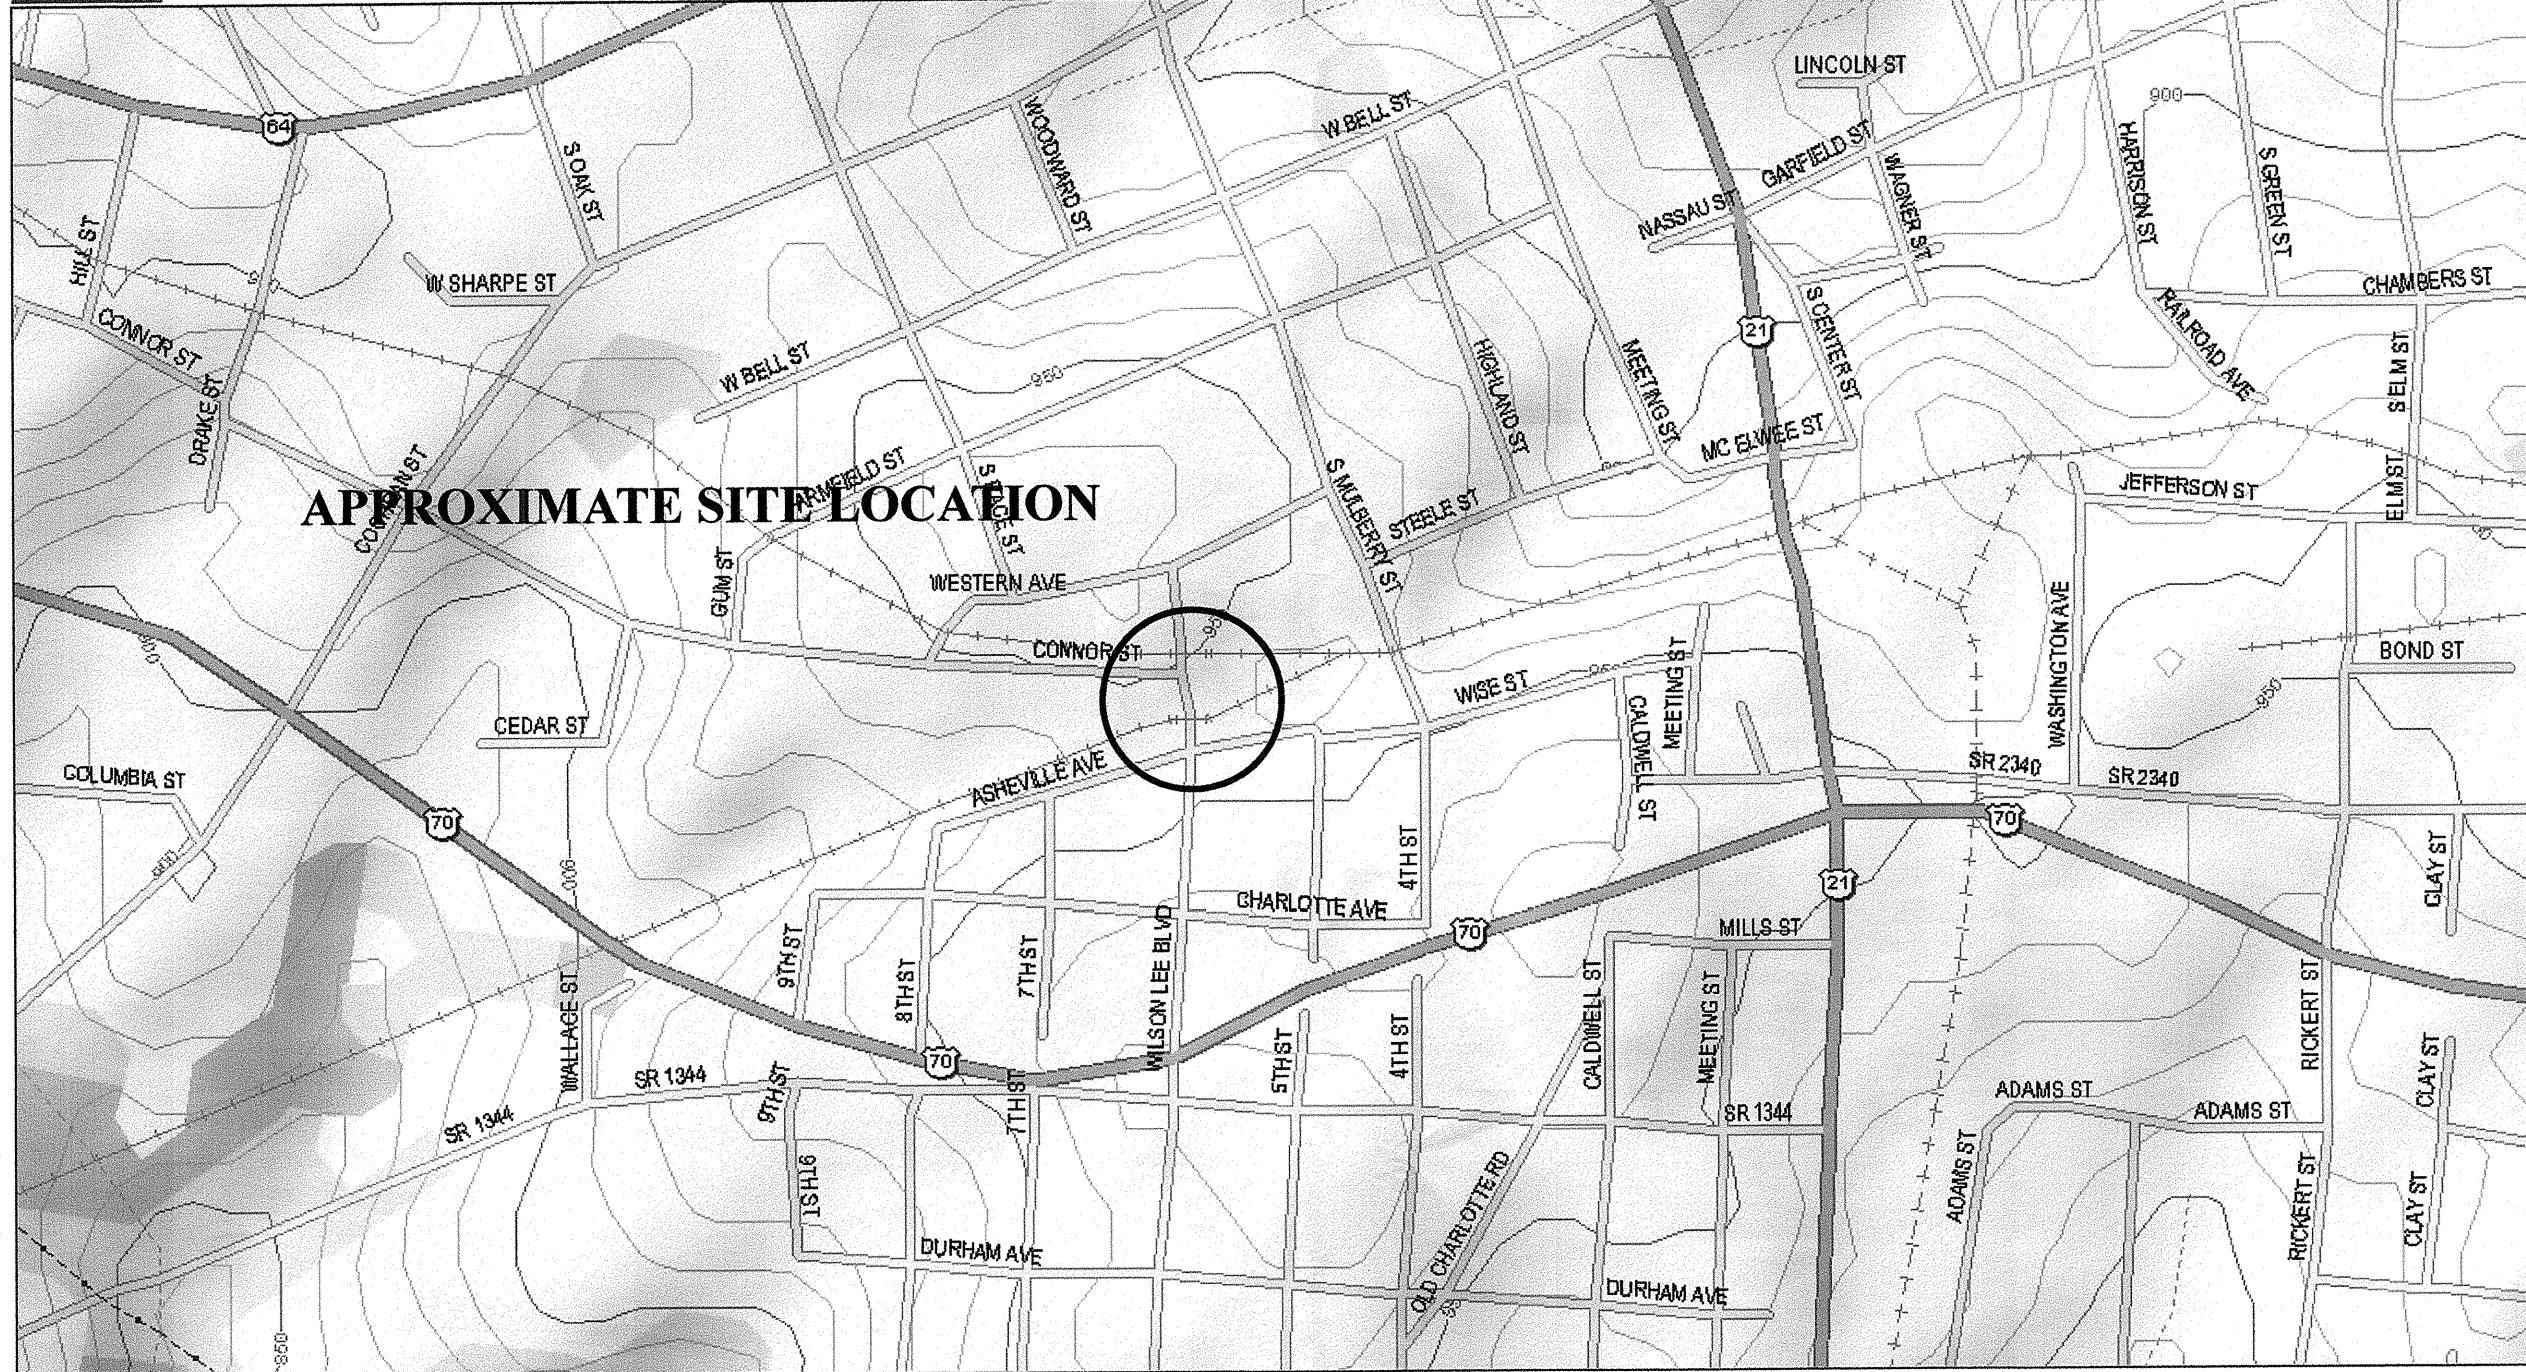 LINCOLN ST
64
900
WOODWARD ST
W BELL ST
S OAK ST
GARFIELD ST
WAGNER ST
HARRISON ST
S GREEN ST
NASSAU ST
HILL ST
W SHARPE ST
CHAMBERS ST
CONNOR ST
S CENTER ST
RAILROAD AVE
21
W BELL ST
950
HIGHLAND ST
MEETING ST
S ELM ST
DRAKE ST
MC ELWEE ST
ARMFIELD ST
S MULBERRY ST
APPROXIMATE SITE LOCATION
STEELE ST
JEFFERSON ST
ELM ST
GUM ST
WESTERN AVE
WASHINGTON AVE
CONNOR ST
950
MEETING ST
BOND ST
900
WISE ST
950
CEDAR ST
CALDWELL ST
COLUMBIA ST
ASHEVILLE AVE
SR 2340
SR 2340
70
70
900
4TH ST
CLAY ST
21
CHARLOTTE AVE
70
MILLS ST
9TH ST
8TH ST
7TH ST
WILSON LEE BLVD
WALLACE ST
CALDWELL ST
MEETING ST
RICKERT ST
70
5TH ST
4TH ST
CLAY ST
SR 1344
9TH ST
7TH ST
ADAMS ST
ADAMS ST
SR 1344
SR 1344
9TH ST
OLD CHARLOTTE RD
ADAMS ST
RICKERT ST
CLAY ST
DURHAM AVE
DURHAM AVE
850